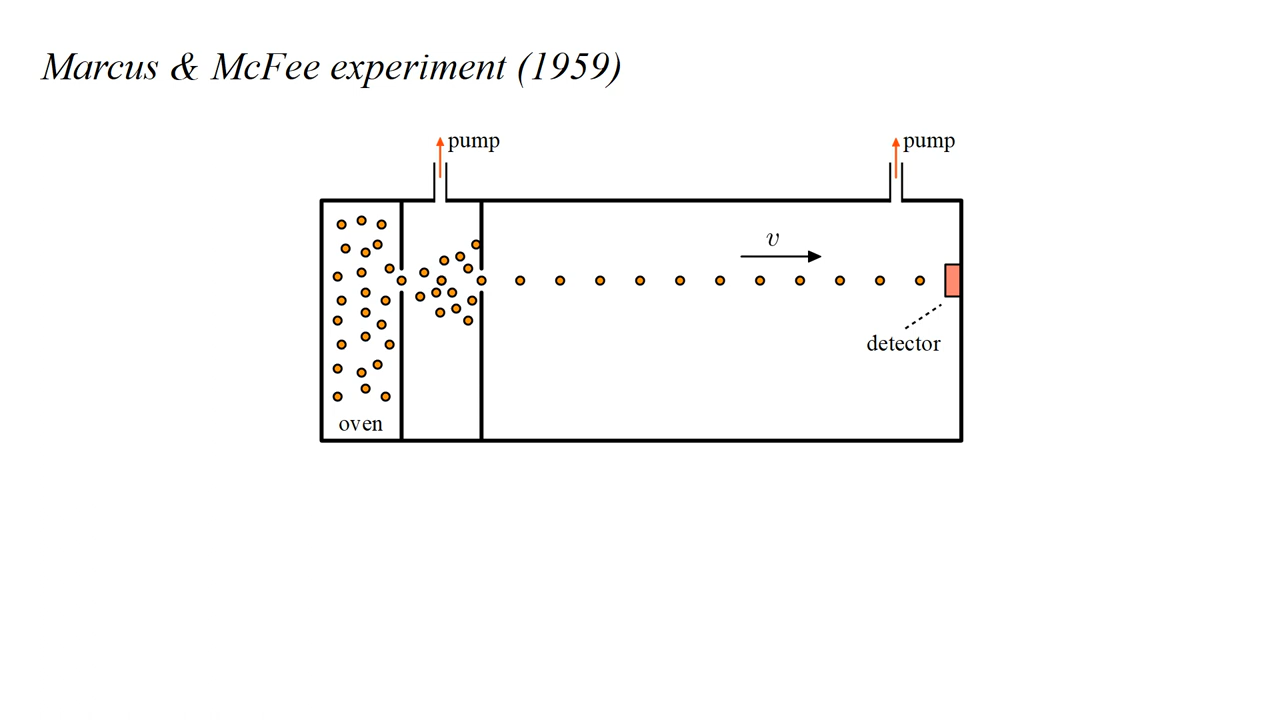 Marcus & McFee experiment (1959)
pump
pump
v
detector
oven